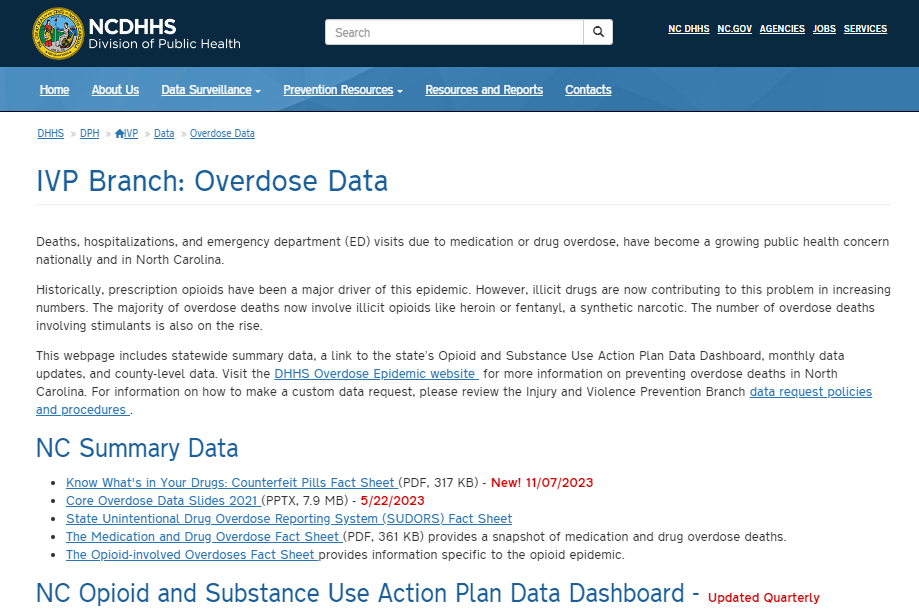 NCDHHS
Division of Public Health
Search
NC DHHS NC.GOV AGENCIES JOBS SERVICES
Home About Us Data Surveillance Prevention Resources Resources and Reports Contacts
DHHS » DPH » IVP » Data » Overdose Data
IVP Branch: Overdose Data
Deaths, hospitalizations, and emergency department (ED) visits due to medication or drug overdose, have become a growing public health concern
nationally and in North Carolina.
Historically, prescription opioids have been a major driver of this epidemic. However, illicit drugs are now contributing to this problem in increasing
numbers. The majority of overdose deaths now involve illicit opioids like heroin or fentanyl, a synthetic narcotic. The number of overdose deaths
involving stimulants is also on the rise.
This webpage includes statewide summary data, a link to the state's Opioid and Substance Use Action Plan Data Dashboard, monthly data
updates, and county-level data. Visit the DHHS Overdose Epidemic website for more information on preventing overdose deaths in North
Carolina. For information on how to make a custom data request, please review the Injury and Violence Prevention Branch data request policies
and procedures .
NC Summary Data
• Know What's in Your Drugs: Counterfeit Pills Fact Sheet (PDF, 317 KB) - New! 11/07/2023
• Core Overdose Data Slides 2021 (PPTX, 7.9 MB) - 5/22/2023
• State Unintentional Drug Overdose Reporting System (SUDORS) Fact Sheet
• The Medication and Drug Overdose Fact Sheet (PDF, 361 KB) provides a snapshot of medication and drug overdose deaths.
• The Opioid-involved Overdoses Fact Sheet provides information specific to the opioid epidemic.
NC Opioid and Substance Use Action Plan Data Dashboard - Updated Quarterly